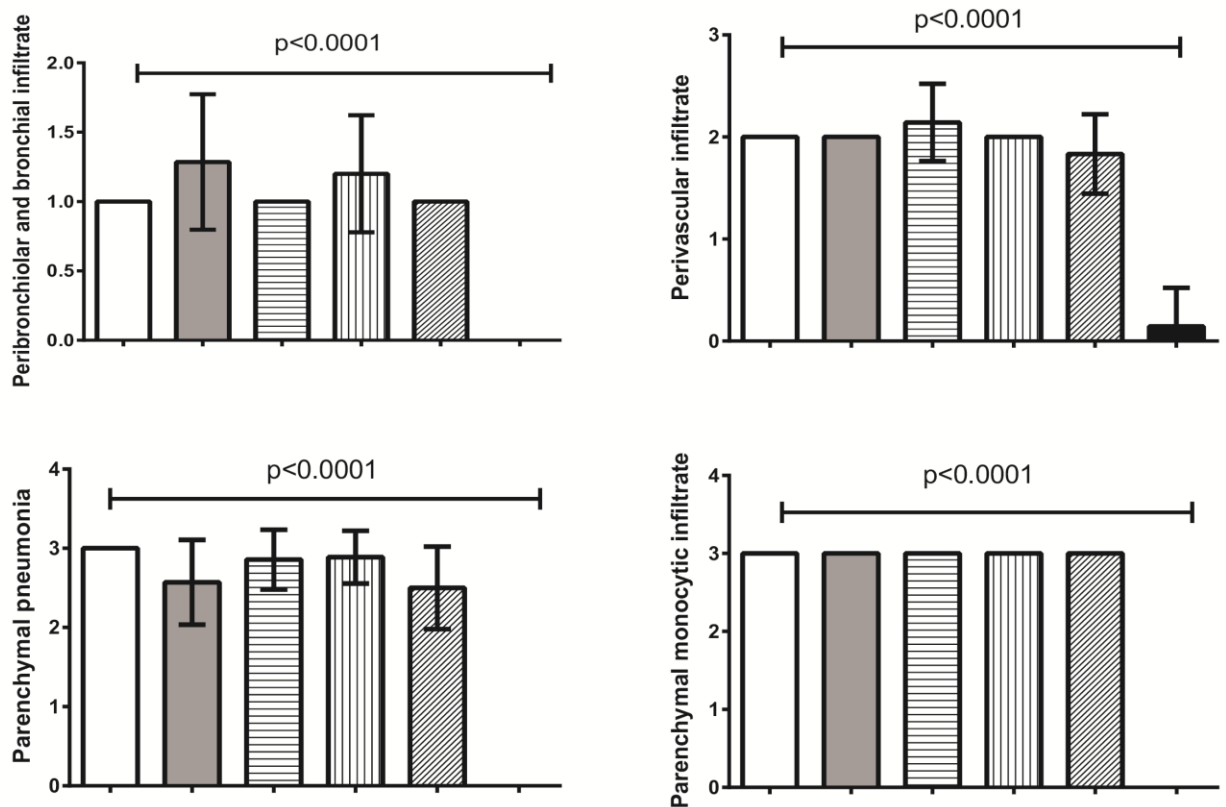 p<0.0001
Peribronchiolar and bronchial infiltrate
2.0
1.5
1.0
0.5
0.0
p<0.0001
Perivascular infiltrate
3
2
1
0
p<0.0001
Parenchymal pneumonia
4
3
2
1
0
p<0.0001
Parenchymal monocytic infiltrate
4
3
2
1
0